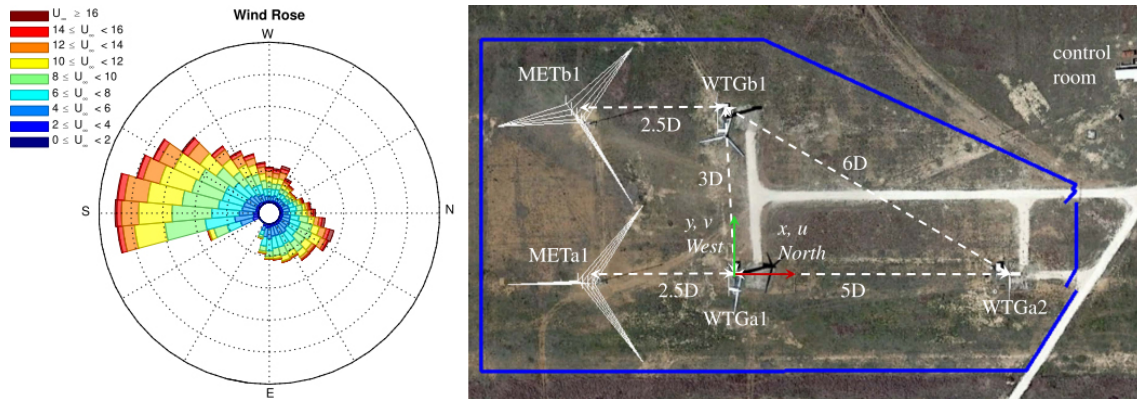 Wind Rose
U∞ ≥ 16
14 ≤ U∞ < 16
12 ≤ U∞ < 14
10 ≤ U∞ < 12
8 ≤ U∞ < 10
6 ≤ U∞ < 8
4 ≤ U∞ < 6
2 ≤ U∞ < 4
0 ≤ U∞ < 2
W
S
N
E
METb1
WTGb1
control
room
2.5D
6D
3D
y, v
West
x, u
North
METa1
2.5D
5D
WTGa1
WTGa2